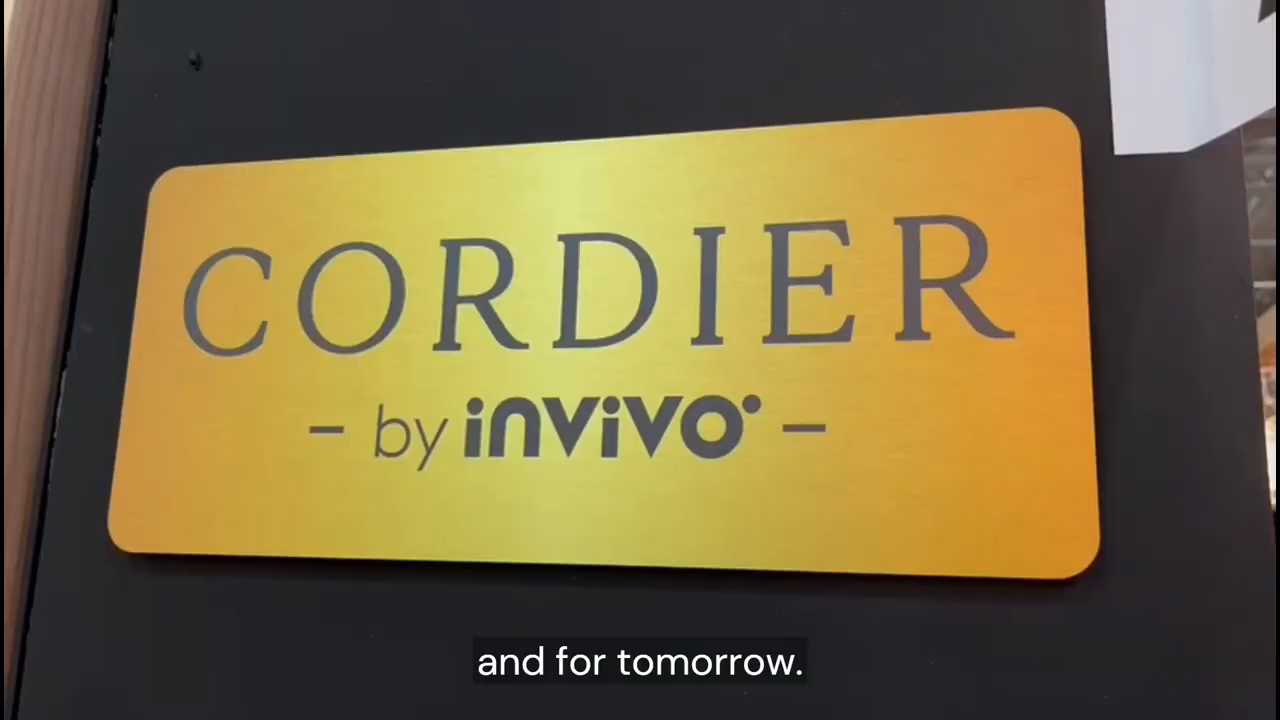 CORDIER
– by invivo –
and for tomorrow.